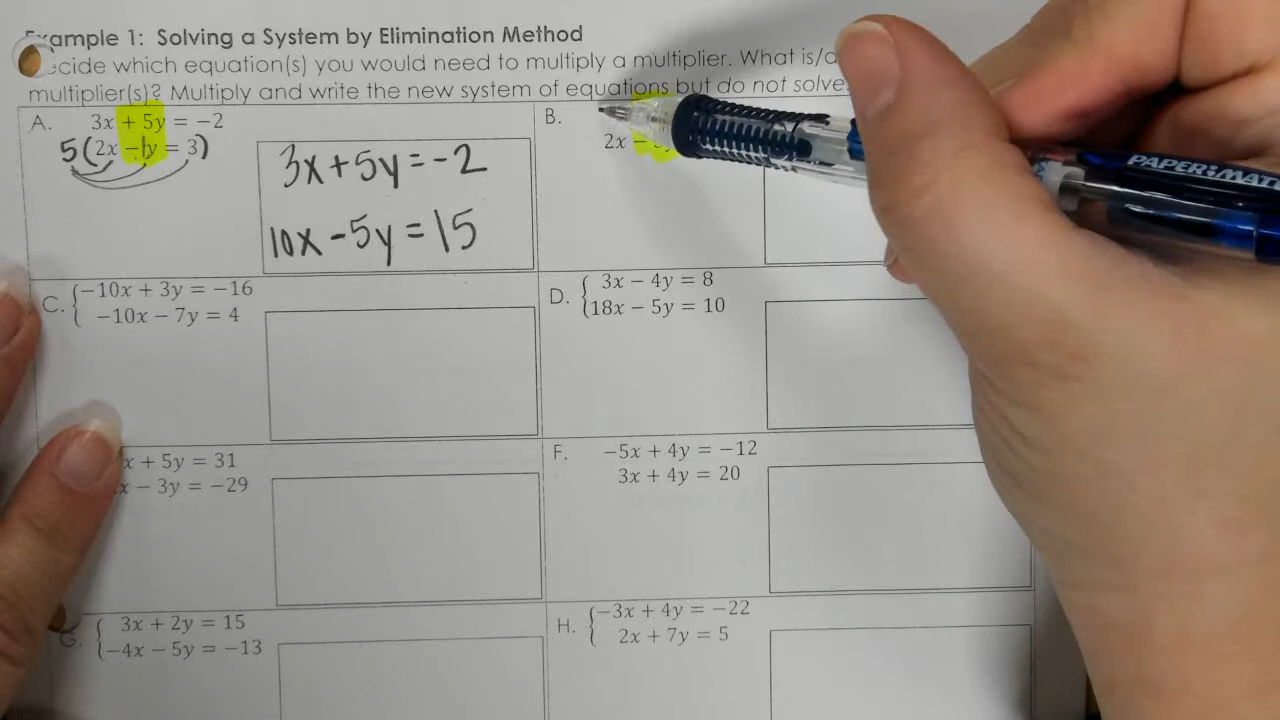 ample 1: Solving a System by Elimination Method
cide which equation(s) you would need to multiply a multiplier. What is/a
multiplier(s)? Multiply and write the new system of equations but do not solve.
A. 3x + 5y = −2
5(2x − 1y = 3)
3x + 5y = -2
10x - 5y = 15
B.
2x −
C. −10x + 3y = −16
−10x − 7y = 4
D. 3x − 4y = 8
18x − 5y = 10
x + 5y = 31
x − 3y = −29
F. −5x + 4y = −12
3x + 4y = 20
G. 3x + 2y = 15
−4x − 5y = −13
H. −3x + 4y = −22
2x + 7y = 5
PAPER:MATE